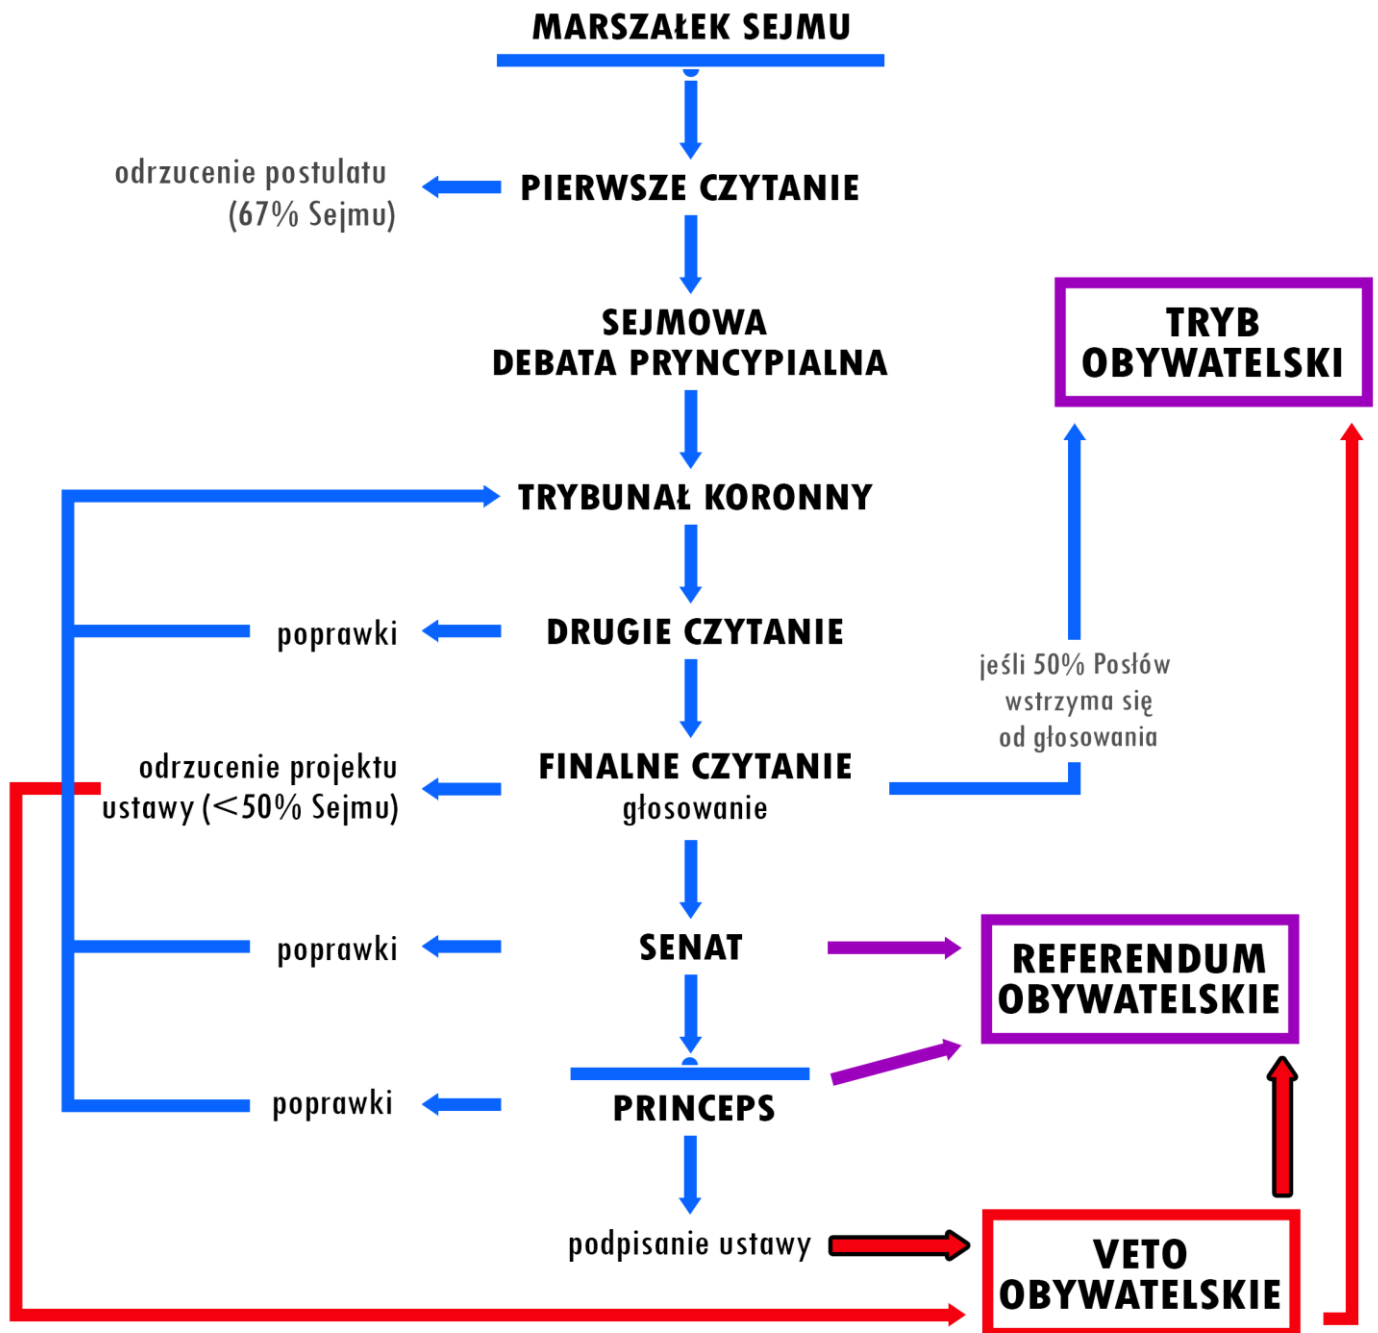 MARSZAŁEK SEJMU
odrzucenie postulatu
(67% Sejmu)
PIERWSZE CZYTANIE
SEJMOWA
DEBATA PRYNCYPIALNA
TRYB
OBYWATELSKI
TRYBUNAŁ KORONNY
poprawki
DRUGIE CZYTANIE
jeśli 50% Posłów
wstrzyma się
od głosowania
odrzucenie projektu
ustawy (<50% Sejmu)
FINALNE CZYTANIE
głosowanie
poprawki
SENAT
REFERENDUM
OBYWATELSKIE
poprawki
PRINCEPS
podpisanie ustawy
VETO
OBYWATELSKIE